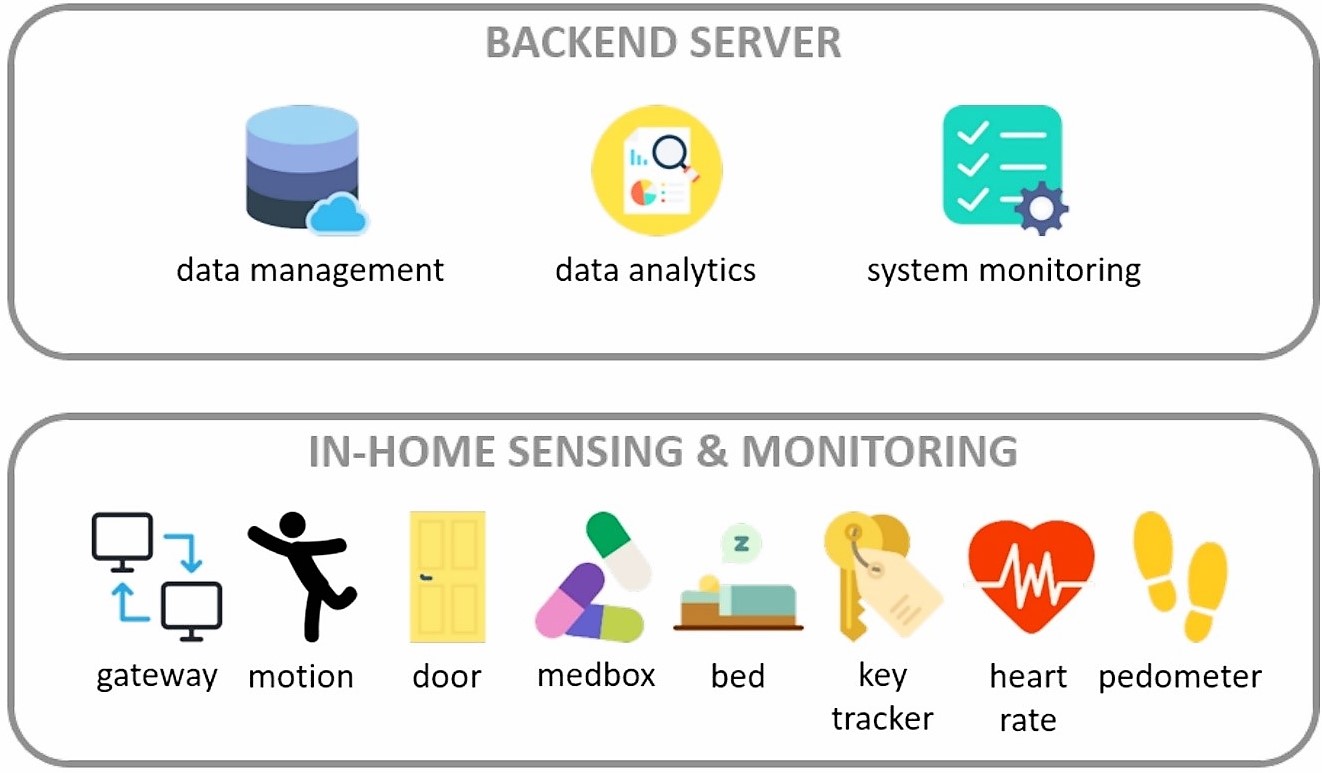 BACKEND SERVER
data management
data analytics
system monitoring
IN-HOME SENSING & MONITORING
z
gateway
motion
door
medbox
bed
key
tracker
heart
rate
pedometer